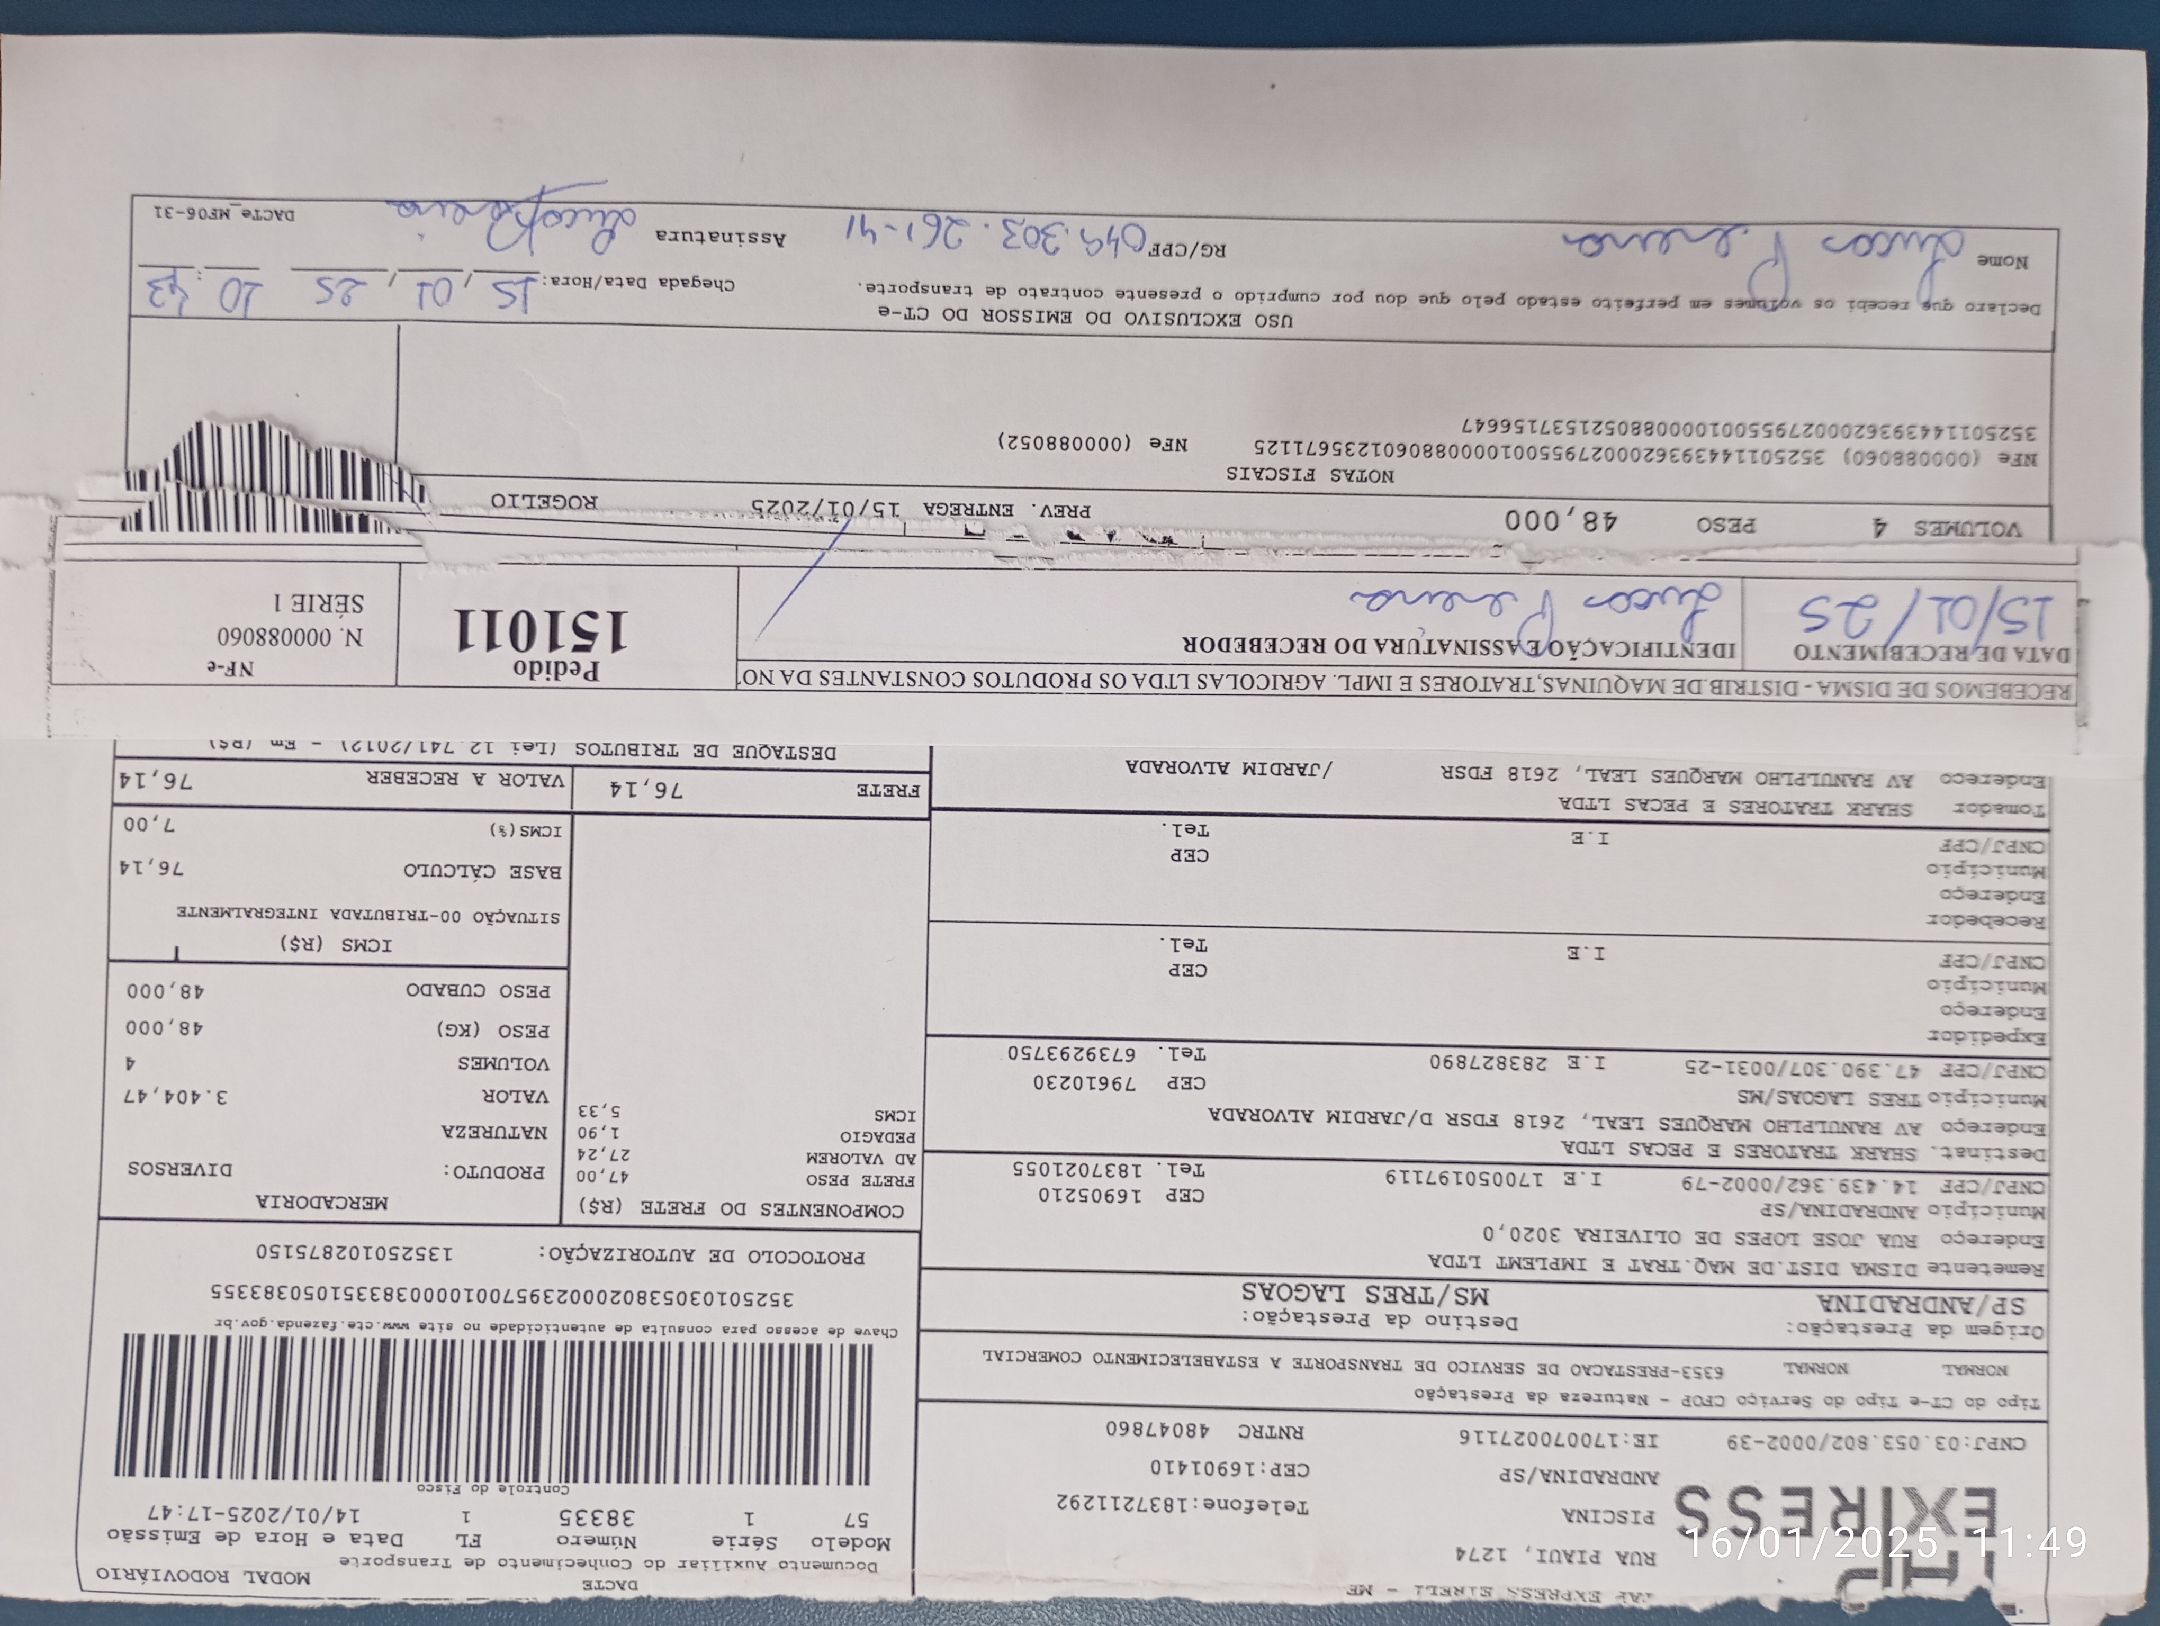 DACTE
MODAL RODOVIÁRIO
Documento Auxiliar do Conhecimento de Transporte
Modelo Série Número FL Data e Hora de Emissão
57 1 38335 1 14/01/2025-17:47
Controle do Fisco
EXPRESS EIRELI - ME
RUA PIAUI, 1274
PISCINA
Telefone:1837211292
ANDRADINA/SP
CEP:16901410
CNPJ:03.053.802/0002-39 IE:170070027116 RNTRC 48047860
Tipo do CT-e Tipo do Serviço CFOP - Natureza da Prestação
NORMAL NORMAL 6353-PRESTACAO DE SERVICO DE TRANSPORTE A ESTABELECIMENTO COMERCIAL
Chave de acesso para consulta de autenticidade no site www.cte.fazenda.gov.br
35250103053802000239570010000383351050383355
PROTOCOLO DE AUTORIZAÇÃO: 135250102875150
Origem da Prestação: Destino da Prestação:
SP/ANDRADINA MS/TRES LAGOAS
Remetente DISMA DIST.DE MAQ.TRAT E IMPLEMT LTDA
Endereço RUA JOSE LOPES DE OLIVEIRA 3020,0
Município ANDRADINA/SP CEP 16905210
CNPJ/CPF 14.439.362/0002-79 I.E 170050197119 Tel. 1837021055
Destinat. SHARK TRATORES E PECAS LTDA
Endereço AV RANULPLHO MARQUES LEAL, 2618 FDSR D/JARDIM ALVORADA
Município TRES LAGOAS/MS CEP 79610230
CNPJ/CPF 47.390.307/0031-25 I.E 283827890 Tel. 6739293750
Expedidor
Endereço
Município CEP
CNPJ/CPF I.E Tel.
Recebedor
Endereço
Município CEP
CNPJ/CPF I.E Tel.
Tomador SHARK TRATORES E PECAS LTDA
Endereço AV RANULPLHO MARQUES LEAL, 2618 FDSR /JARDIM ALVORADA
COMPONENTES DO FRETE (R$)
FRETE PESO 47,00
AD VALOREM 27,24
PEDAGIO 1,90
ICMS 5,33
FRETE 76,14
MERCADORIA
PRODUTO: DIVERSOS
NATUREZA
VALOR 3.404,47
VOLUMES 4
PESO (KG) 48,000
PESO CUBADO 48,000
ICMS (R$)
SITUAÇÃO 00-TRIBUTADA INTEGRALMENTE
BASE CÁLCULO 76,14
ICMS(%) 7,00
VALOR A RECEBER 76,14
DESTAQUE DE TRIBUTOS (Lei 12.741/2012) - Em (R$)
RECEBEMOS DE DISMA - DISTRIB.DE MAQUINAS,TRATORES E IMPL. AGRICOLAS LTDA OS PRODUTOS CONSTANTES DA NO
DATA DE RECEBIMENTO IDENTIFICAÇÃO E ASSINATURA DO RECEBEDOR
15/01/25 Lucas Pereira
Pedido
151011
NF-e
N. 000088060
SÉRIE 1
VOLUMES 4 PESO 48,000 PREV. ENTREGA 15/01/2025 ROGELIO
NOTAS FISCAIS
NFe (00088060) 35250114439362000279550010000880601235671125 NFe (00088052)
35250114439362000279550010000880521537156647
USO EXCLUSIVO DO EMISSOR DO CT-e
Declaro que recebi os volumes em perfeito estado pelo que dou por cumprido o presente contrato de transporte.
Chegada Data/Hora: 15/01/25 10:43
Nome Lucas Pereira RG/CPF 049.303.261-41 Assinatura Lucas Pereira
DACTe_MF06-31
16/01/2025 11:49